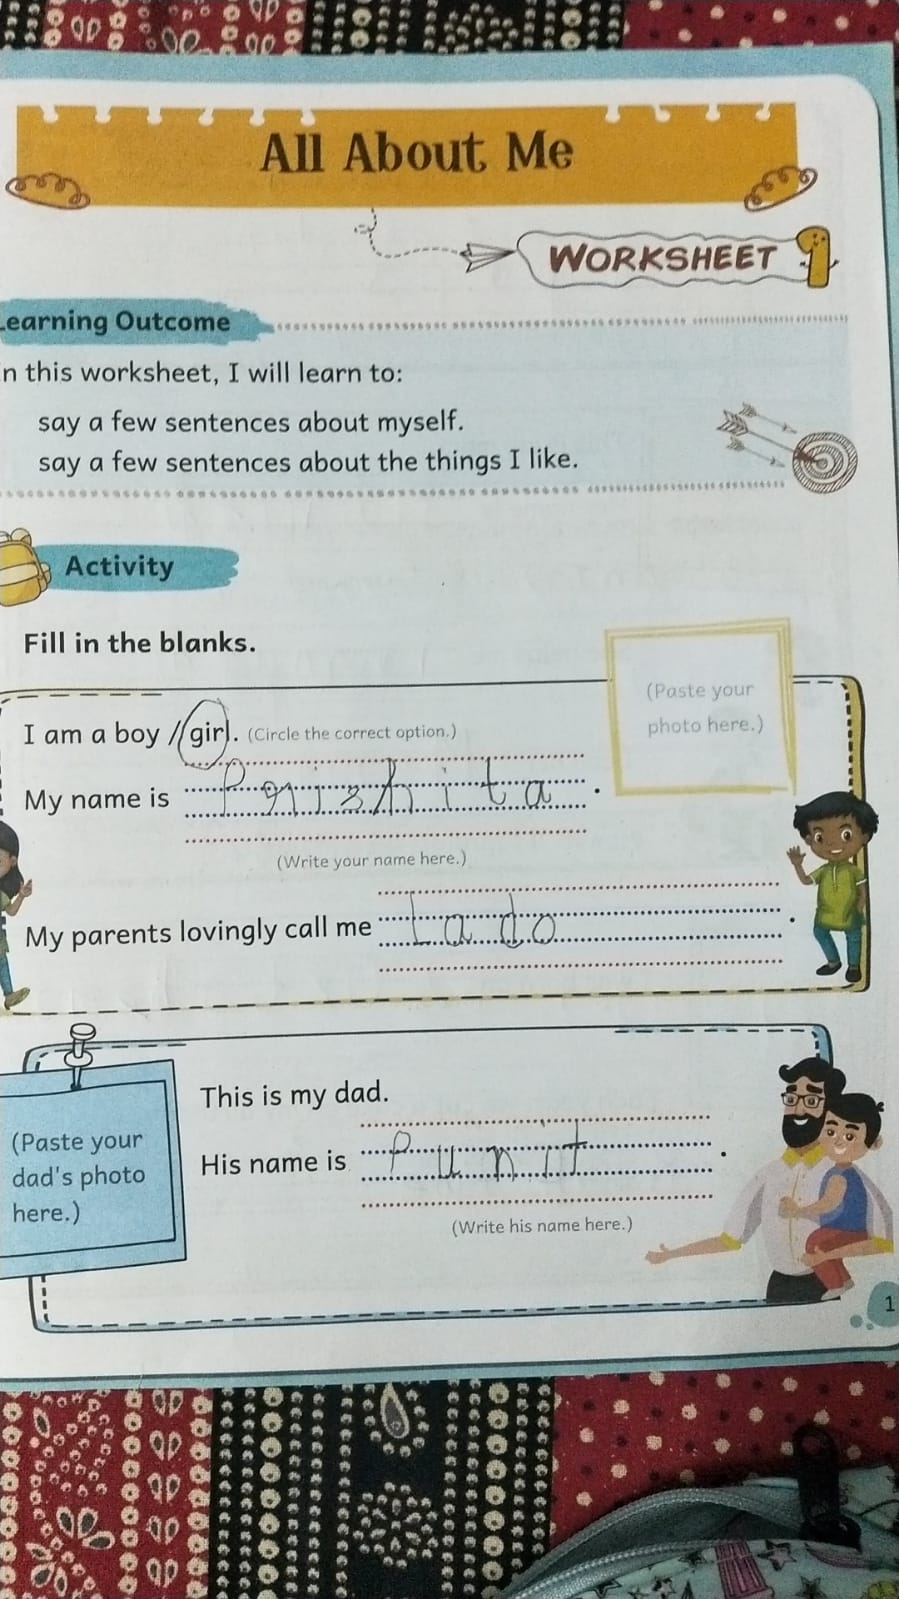 All About Me
WORKSHEET 1
Learning Outcome
In this worksheet, I will learn to:
say a few sentences about myself.
say a few sentences about the things I like.
Activity
Fill in the blanks.
(Paste your
photo here.)
I am a boy / girl. (Circle the correct option.)
My name is .
(Write your name here.)
My parents lovingly call me Lado .
(Paste your
dad's photo
here.)
This is my dad.
His name is Punit .
(Write his name here.)
1